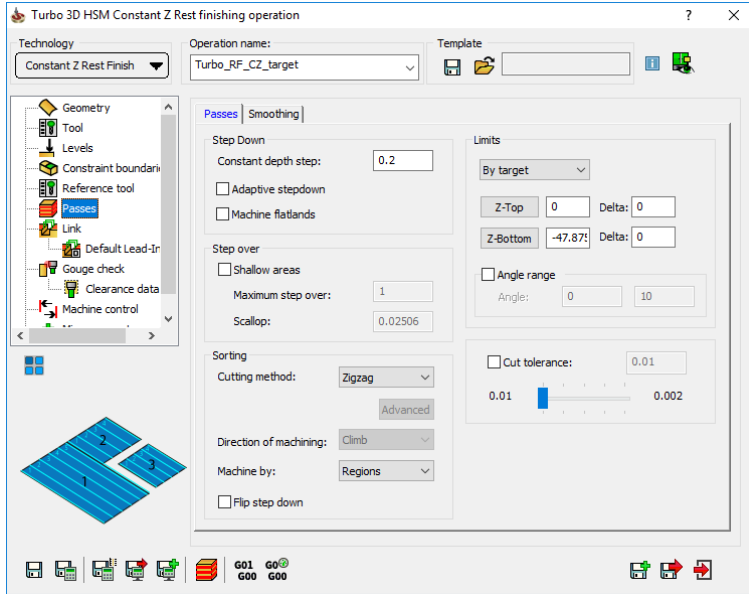 Turbo 3D HSM Constant Z Rest finishing operation ? X
Technology
Constant Z Rest Finish
Operation name:
Turbo_RF_CZ_target
Template
Geometry
Tool
Levels
Constraint boundari
Reference tool
Passes
Link
Default Lead-In
Gouge check
Clearance data
Machine control
1
2
3
Passes
Smoothing
Step Down
Constant depth step: 0.2
Adaptive stepdown
Machine flatlands
Step over
Shallow areas
Maximum step over: 1
Scallop: 0.02506
Sorting
Cutting method: Zigzag
Advanced
Direction of machining: Climb
Machine by: Regions
Flip step down
Limits
By target
Z-Top 0 Delta: 0
Z-Bottom -47.875 Delta: 0
Angle range
Angle: 0 10
Cut tolerance: 0.01
0.01 0.002
G01 G00
G00 G00